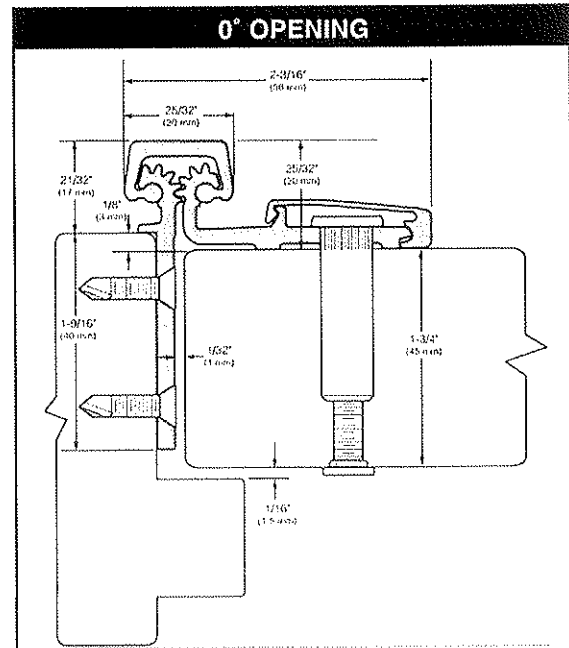 0° OPENING
2-3/16"
(56 mm)
25/32"
(20 mm)
21/32"
(17 mm)
25/32"
(20 mm)
1/8"
(3 mm)
1-9/16"
(40 mm)
1/32"
(1 mm)
1-3/4"
(45 mm)
1/16"
(1.5 mm)